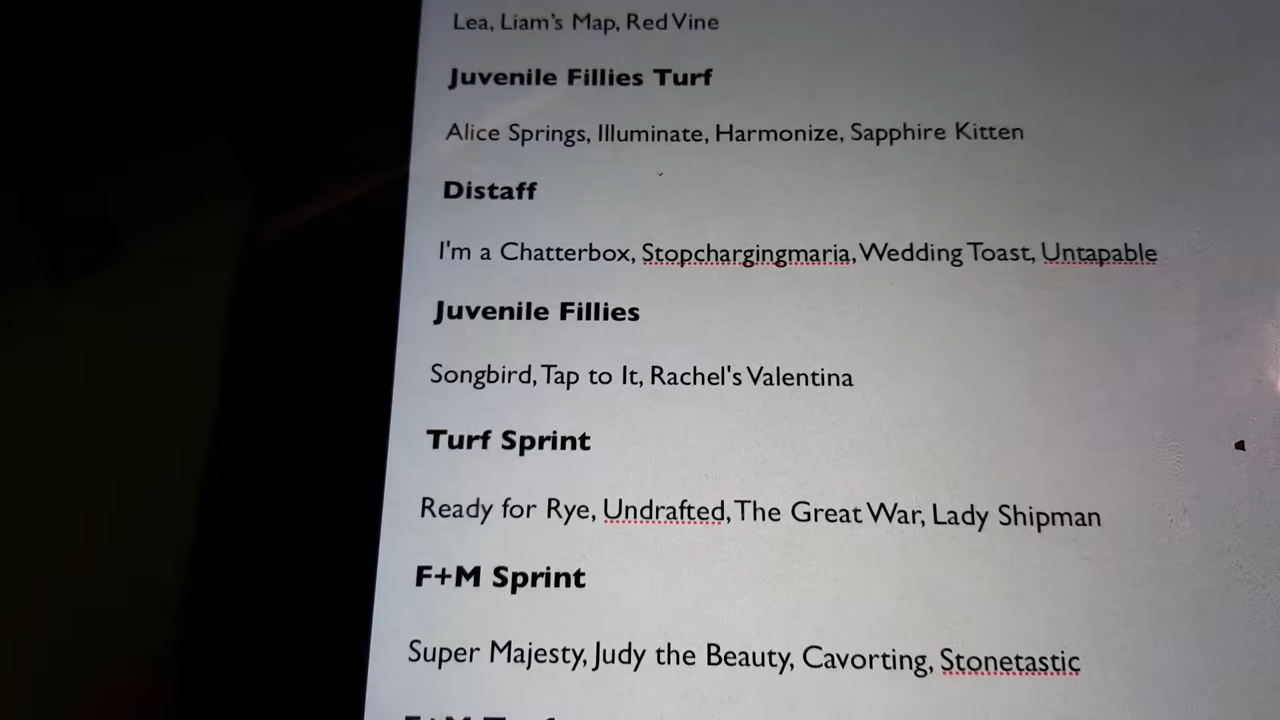 Lea, Liam's Map, Red Vine
Juvenile Fillies Turf
Alice Springs, Illuminate, Harmonize, Sapphire Kitten
Distaff
I'm a Chatterbox, Stopchargingmaria, Wedding Toast, Untapable
Juvenile Fillies
Songbird, Tap to It, Rachel's Valentina
Turf Sprint
Ready for Rye, Undrafted, The Great War, Lady Shipman
F+M Sprint
Super Majesty, Judy the Beauty, Cavorting, Stonetastic
F+M Turf